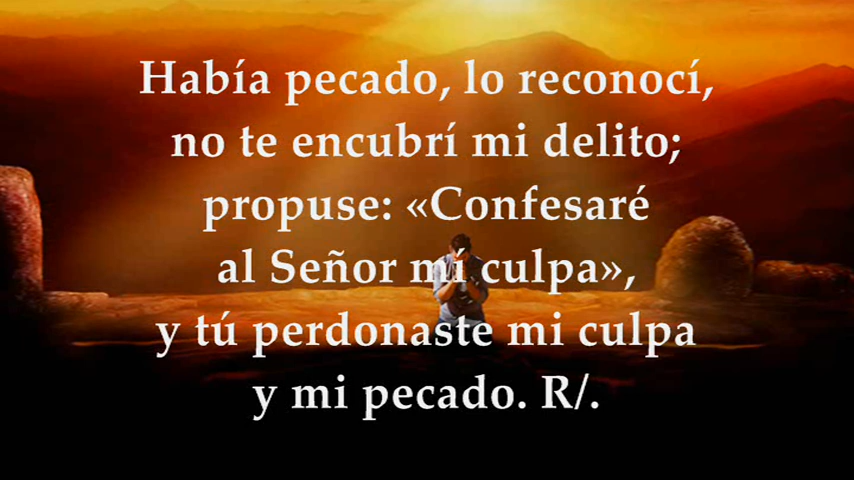 Había pecado, lo reconocí,
no te encubrí mi delito;
propuse: «Confesaré
al Señor mi culpa»,
y tú perdonaste mi culpa
y mi pecado. R/.